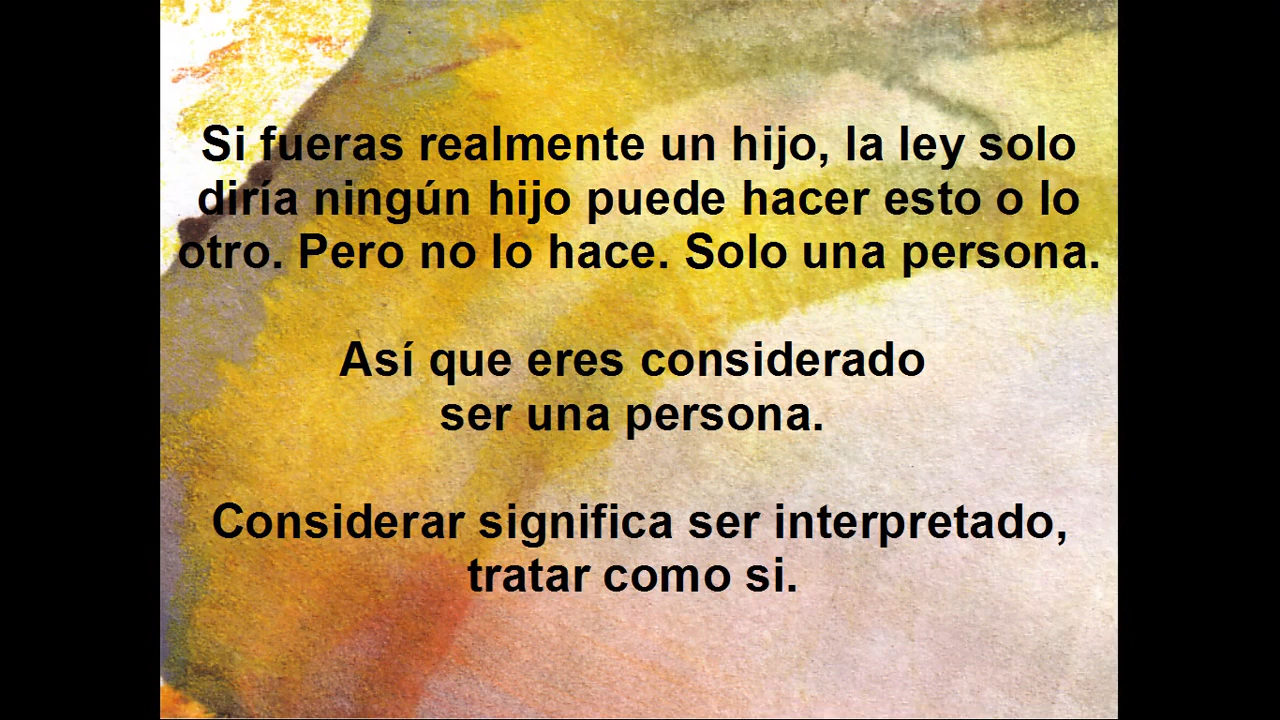 Si fueras realmente un hijo, la ley solo
diría ningún hijo puede hacer esto o lo
otro. Pero no lo hace. Solo una persona.
Así que eres considerado
ser una persona.
Considerar significa ser interpretado,
tratar como si.